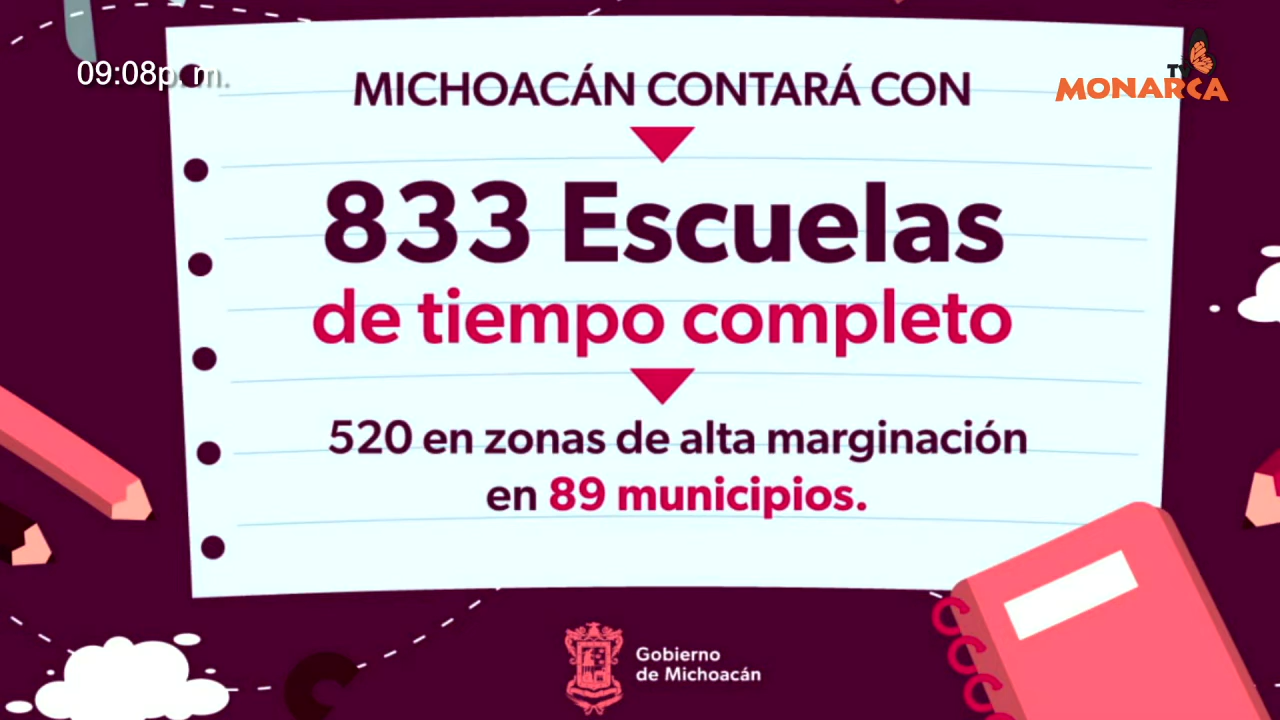 09:08p. m.
TV
MONARCA
MICHOACÁN CONTARÁ CON
833 Escuelas
de tiempo completo
520 en zonas de alta marginación
en 89 municipios.
Gobierno
de Michoacán